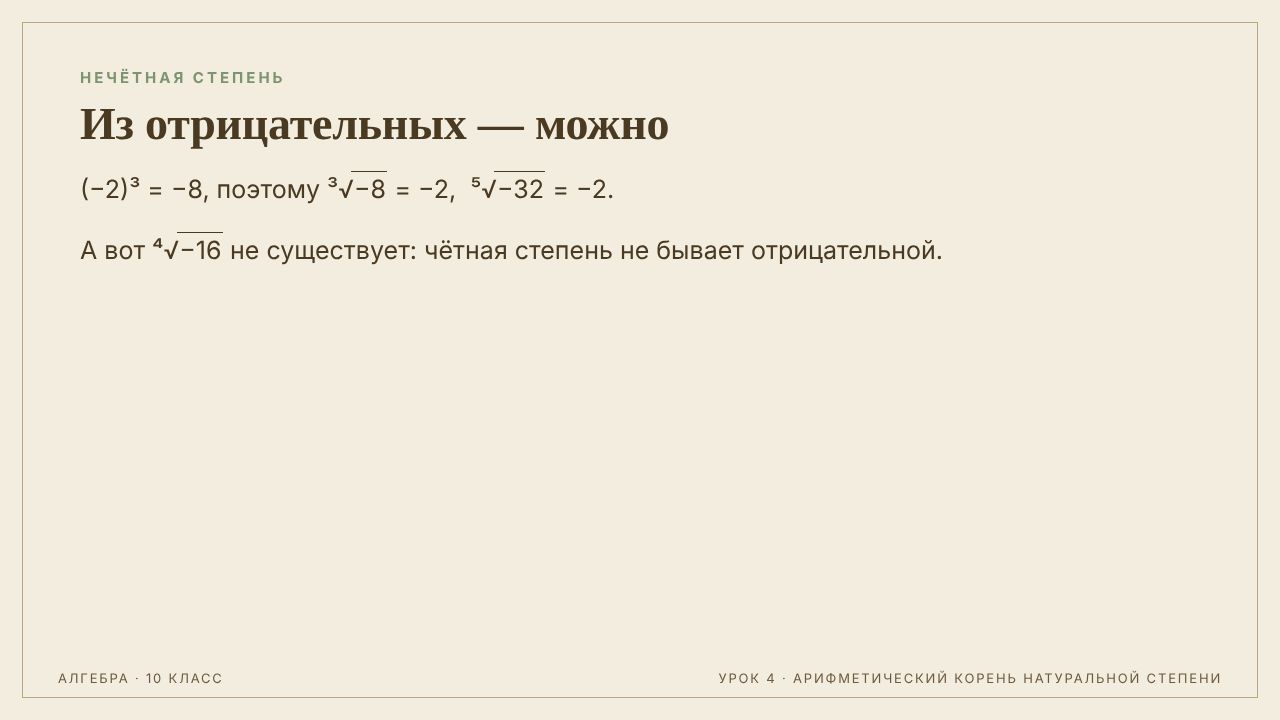 НЕЧЁТНАЯ СТЕПЕНЬ
Из отрицательных — можно
(−2)³ = −8, поэтому ³√−8 = −2, ⁵√−32 = −2.
А вот ⁴√−16 не существует: чётная степень не бывает отрицательной.
АЛГЕБРА · 10 КЛАСС
УРОК 4 · АРИФМЕТИЧЕСКИЙ КОРЕНЬ НАТУРАЛЬНОЙ СТЕПЕНИ